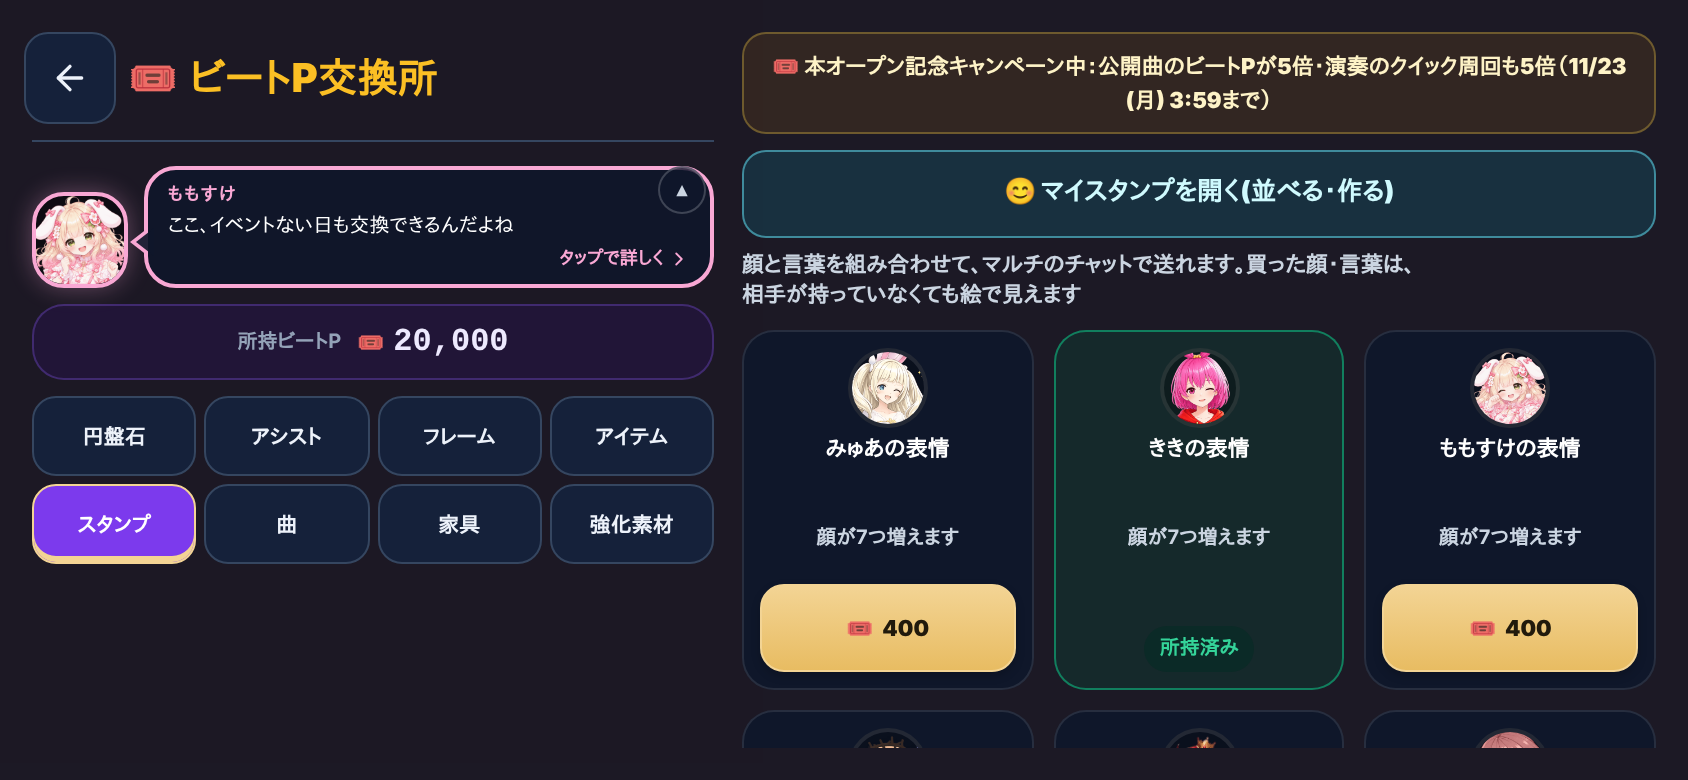 ビートP交換所
ももすけ
ここ、イベントない日も交換できるんだよね
タップで詳しく
所持ビートP 20,000
円盤石 アシスト フレーム アイテム
スタンプ 曲 家具 強化素材
本オープン記念キャンペーン中：公開曲のビートPが5倍・演奏のクイック周回も5倍（11/23
(月) 3:59まで）
マイスタンプを開く(並べる・作る)
顔と言葉を組み合わせて、マルチのチャットで送れます。買った顔・言葉は、
相手が持っていなくても絵で見えます
みゅあの表情
顔が7つ増えます
400
ききの表情
顔が7つ増えます
所持済み
ももすけの表情
顔が7つ増えます
400